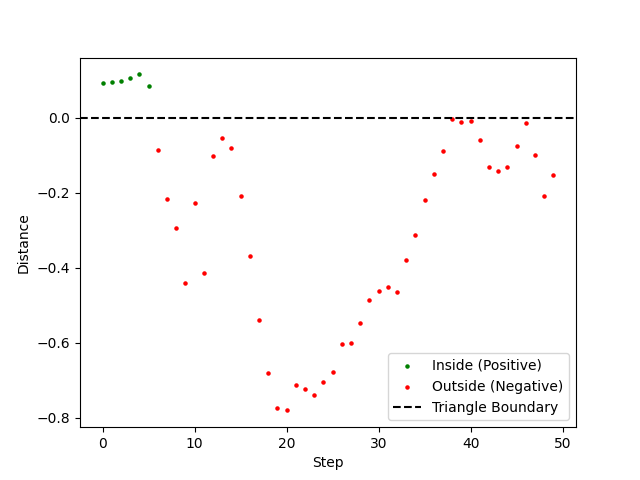 0.0
−0.2
−0.4
−0.6
−0.8
Distance
0 10 20 30 40 50
Step
Inside (Positive)
Outside (Negative)
Triangle Boundary